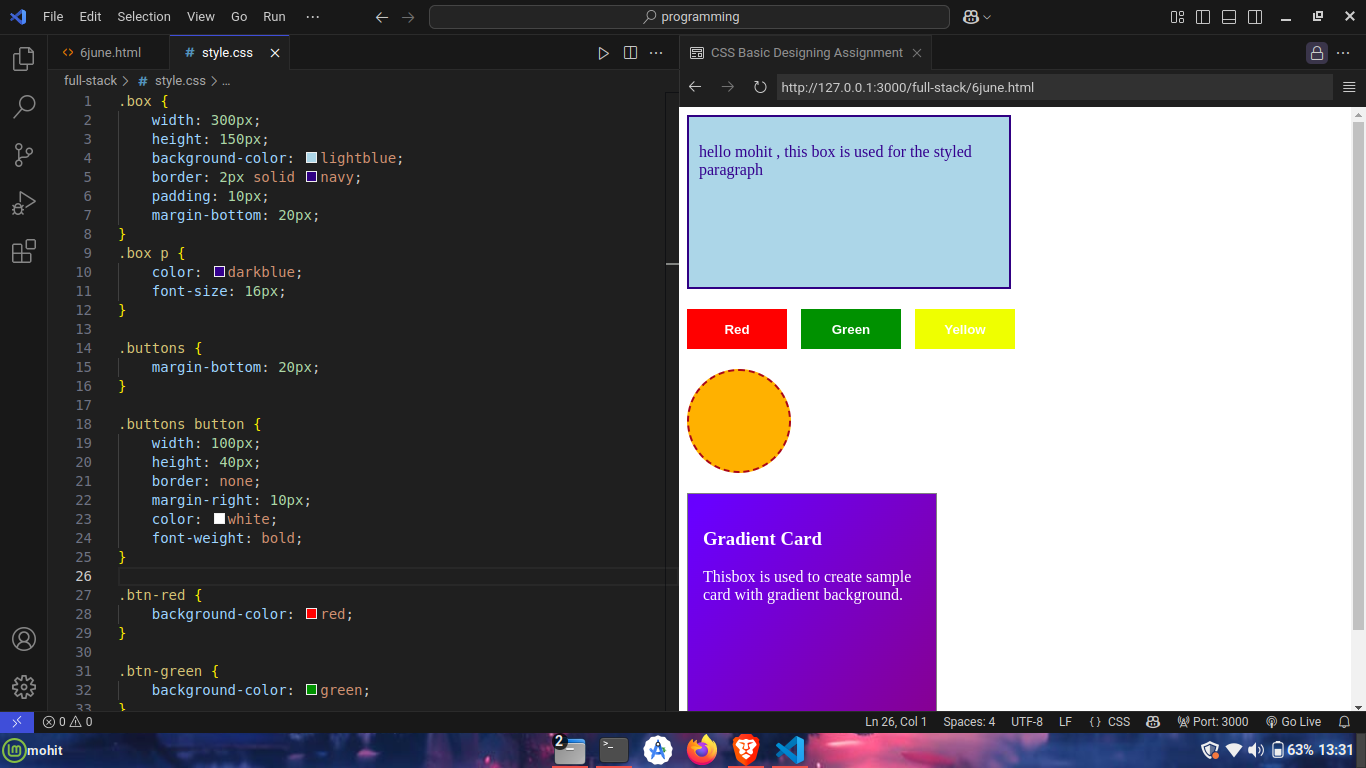 File Edit Selection View Go Run ··· programming
6june.html style.css
full-stack > # style.css > ...
1 .box {
2 width: 300px;
3 height: 150px;
4 background-color: lightblue;
5 border: 2px solid navy;
6 padding: 10px;
7 margin-bottom: 20px;
8 }
9 .box p {
10 color: darkblue;
11 font-size: 16px;
12 }
13
14 .buttons {
15 margin-bottom: 20px;
16 }
17
18 .buttons button {
19 width: 100px;
20 height: 40px;
21 border: none;
22 margin-right: 10px;
23 color: white;
24 font-weight: bold;
25 }
26
27 .btn-red {
28 background-color: red;
29 }
30
31 .btn-green {
32 background-color: green;
33 }
CSS Basic Designing Assignment
http://127.0.0.1:3000/full-stack/6june.html
hello mohit , this box is used for the styled
paragraph
Red Green Yellow
Gradient Card
Thisbox is used to create sample
card with gradient background.
0 0 Ln 26, Col 1 Spaces: 4 UTF-8 LF {} CSS Port: 3000 Go Live
mohit 2 63% 13:31